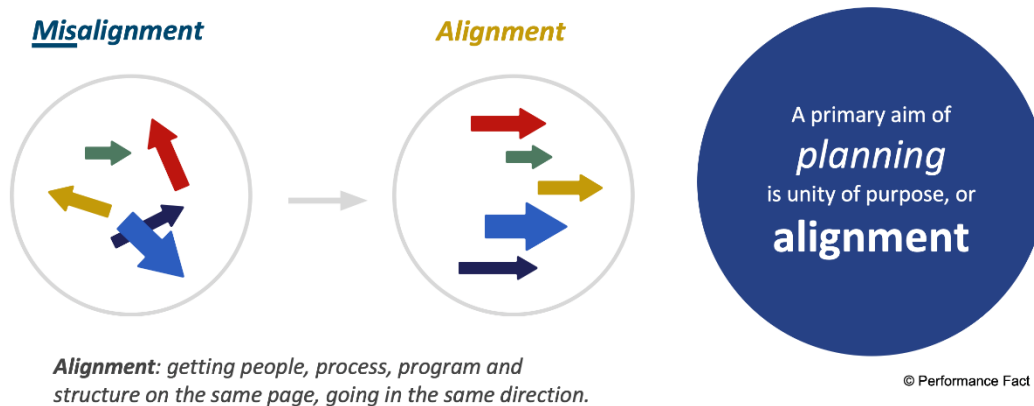 Misalignment
Alignment
A primary aim of
planning
is unity of purpose, or
alignment
Alignment: getting people, process, program and
structure on the same page, going in the same direction.
© Performance Fact